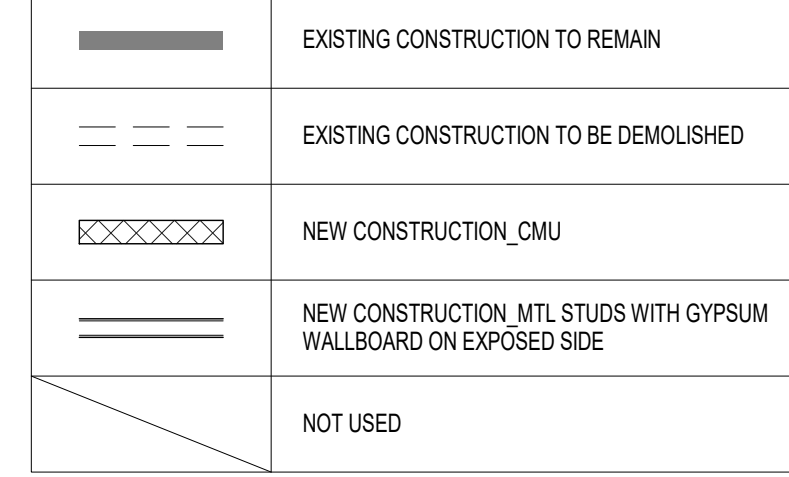 EXISTING CONSTRUCTION TO REMAIN
EXISTING CONSTRUCTION TO BE DEMOLISHED
NEW CONSTRUCTION_CMU
NEW CONSTRUCTION_MTL STUDS WITH GYPSUM
WALLBOARD ON EXPOSED SIDE
NOT USED